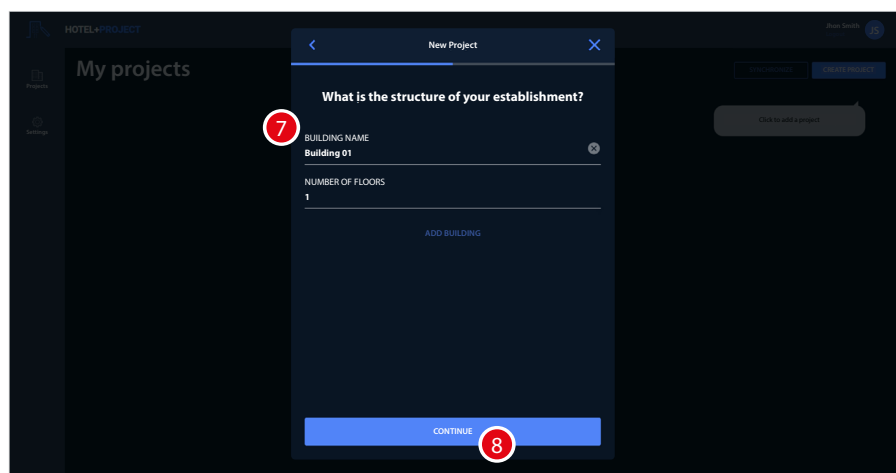 HOTEL+PROJECT
Jhon Smith
JS
New Project
My projects
Projects
CREATE PROJECT
What is the structure of your establishment?
Click to add a project
Settings
7
BUILDING NAME
Building 01
NUMBER OF FLOORS
1
ADD BUILDING
CONTINUE
8